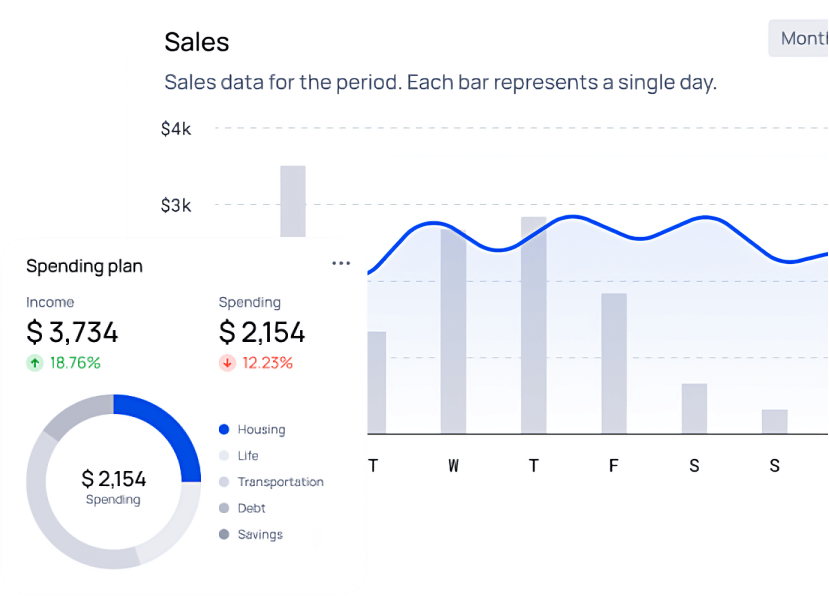 Sales
Month
Sales data for the period. Each bar represents a single day.
$4k
$3k
Spending plan
Income
Spending
$ 3,734
$ 2,154
18.76%
12.23%
$ 2,154
Spending
Housing
Life
Transportation
Debt
Savings
T W T F S S